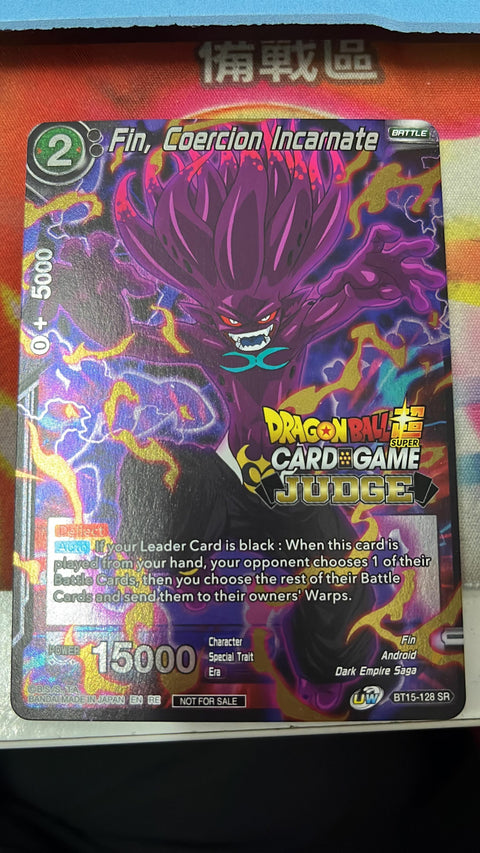 備戰區
2 Fin, Coercion Incarnate BATTLE
0 + 5000
DRAGON BALL 超
SUPER
CARD GAME
JUDGE
Deflect
Auto If your Leader Card is black : When this card is
played from your hand, your opponent chooses 1 of their
Battle Cards, then you choose the rest of their Battle
Cards and send them to their owners' Warps.
POWER 15000
Character Fin
Special Trait Android
Era Dark Empire Saga
BANDAI MADE IN JAPAN EN RE NOT FOR SALE UW BT15-128 SR